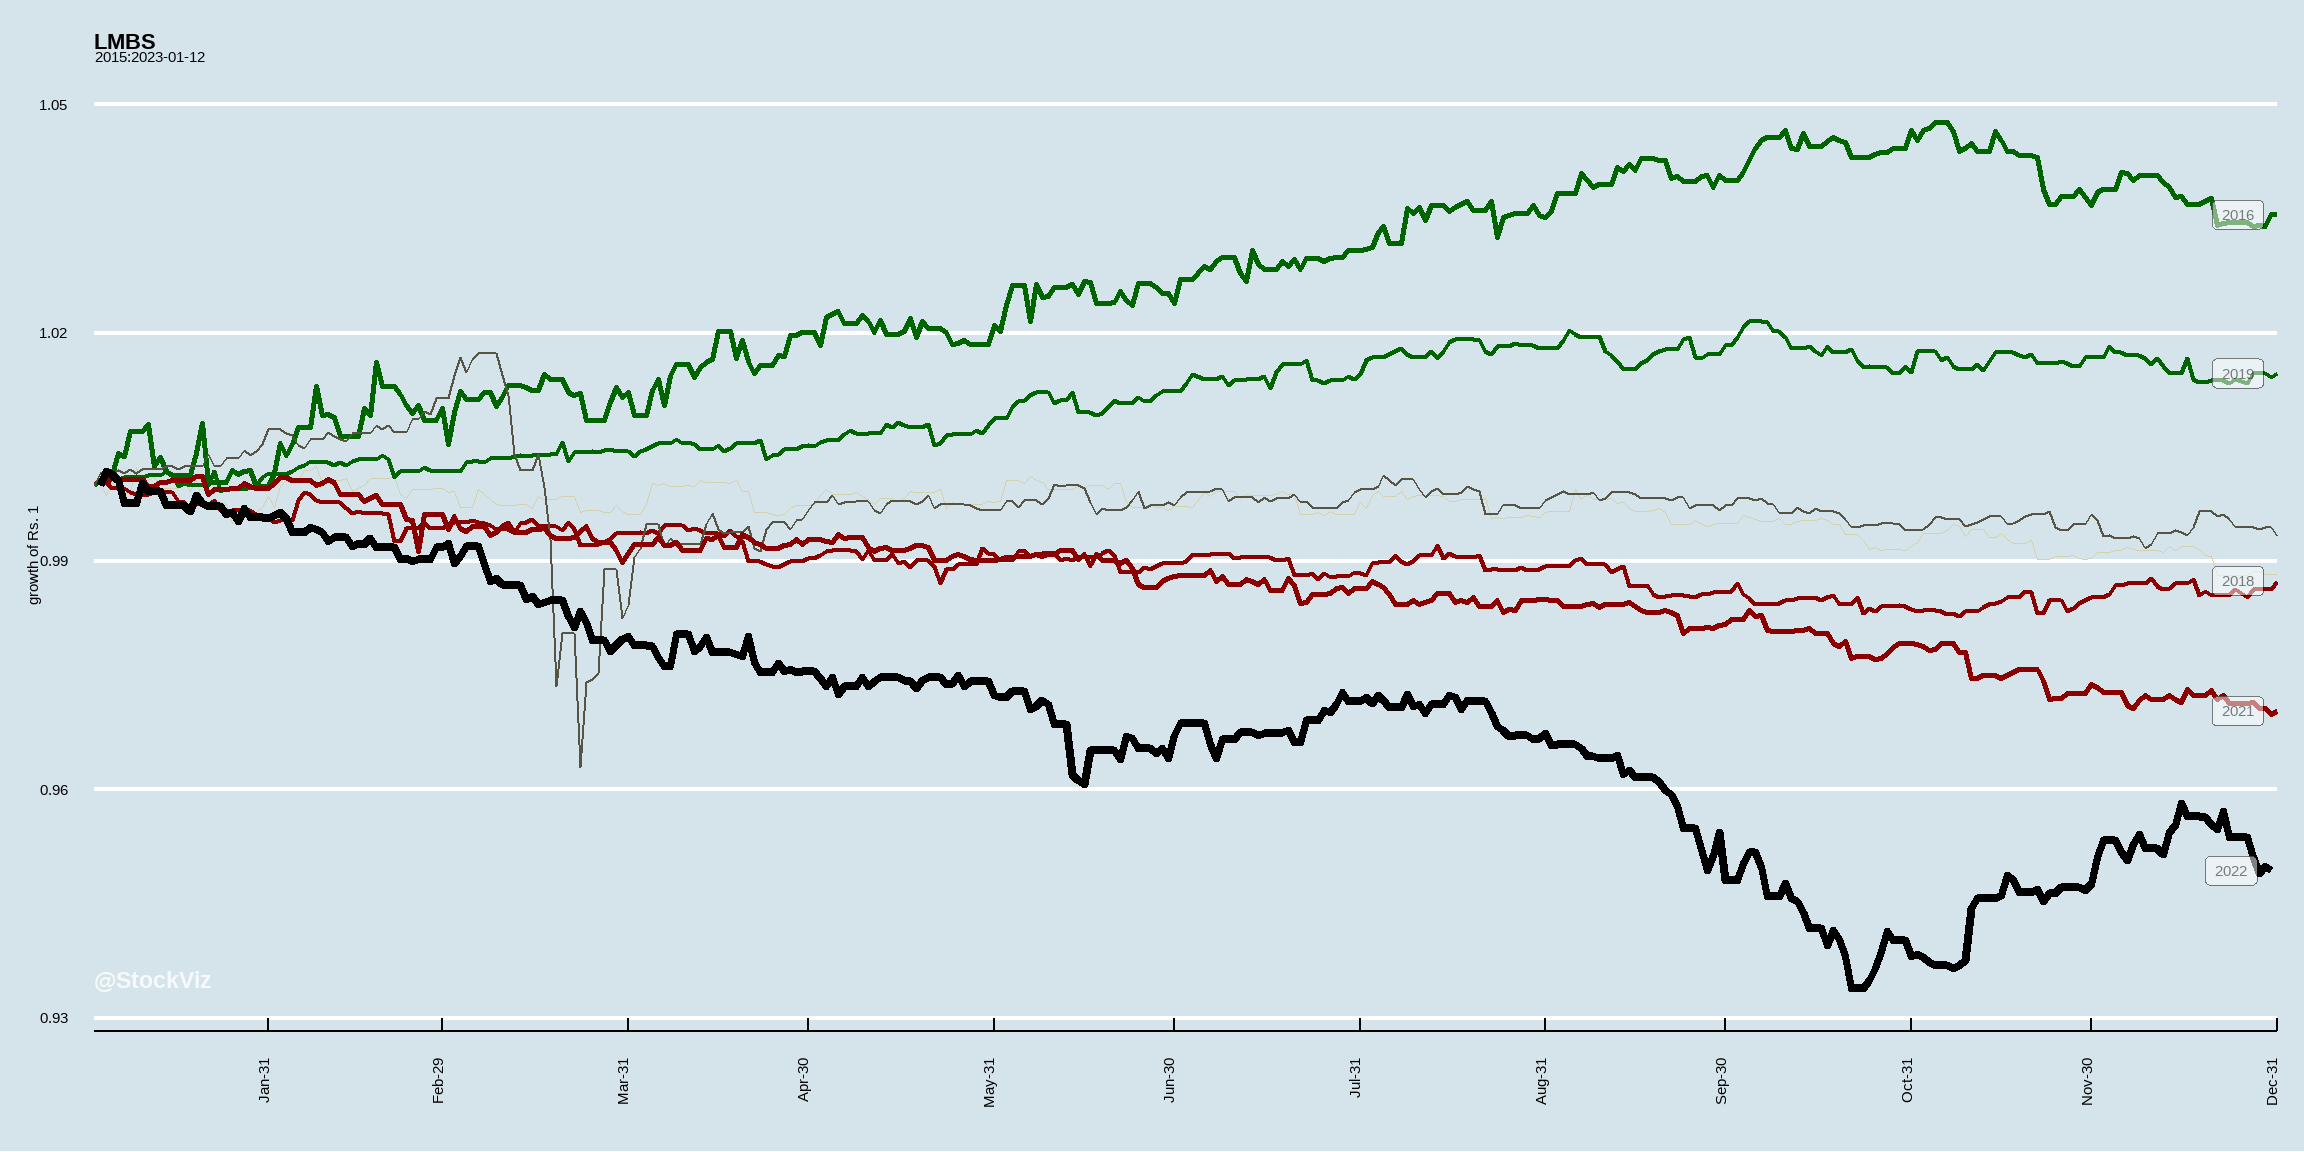 LMBS
2015:2023-01-12
1.05
1.02
0.99
0.96
0.93
growth of Rs. 1
2016
2019
2018
2021
2022
@StockViz
Jan-31
Feb-29
Mar-31
Apr-30
May-31
Jun-30
Jul-31
Aug-31
Sep-30
Oct-31
Nov-30
Dec-31